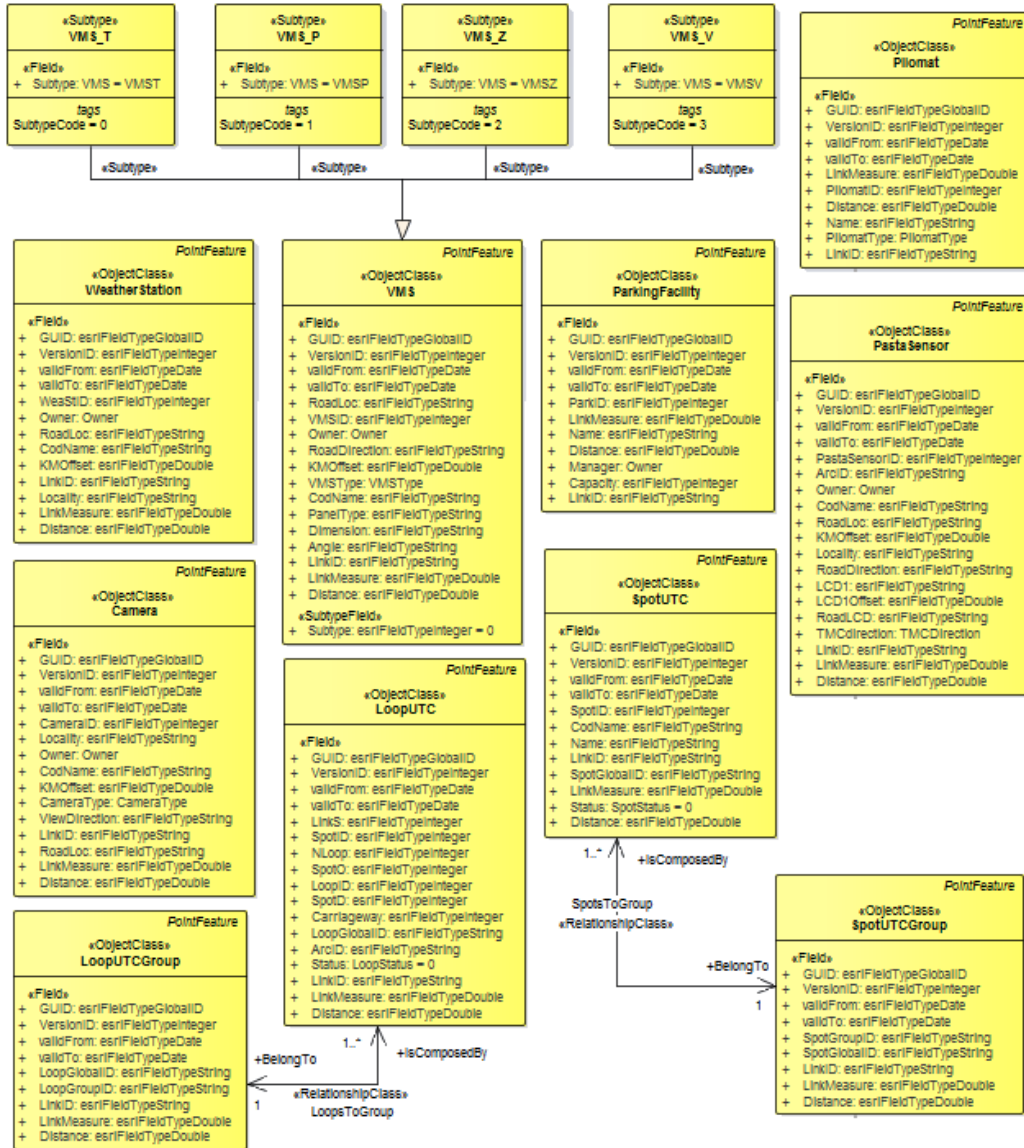 «Subtype»
VMS_T
«Field»
+ Subtype: VMS = VMST
tags
SubtypeCode = 0
«Subtype»
VMS_P
«Field»
+ Subtype: VMS = VMSP
tags
SubtypeCode = 1
«Subtype»
VMS_Z
«Field»
+ Subtype: VMS = VMSZ
tags
SubtypeCode = 2
«Subtype»
VMS_V
«Field»
+ Subtype: VMS = VMSV
tags
SubtypeCode = 3
«Subtype»
«Subtype»
«Subtype»
«Subtype»
PointFeature
«ObjectClass»
Pilomat
«Field»
+ GUID: esriFieldTypeGlobalID
+ VersionID: esriFieldTypeInteger
+ validFrom: esriFieldTypeDate
+ validTo: esriFieldTypeDate
+ LinkMeasure: esriFieldTypeDouble
+ PilomatID: esriFieldTypeInteger
+ Distance: esriFieldTypeDouble
+ Name: esriFieldTypeString
+ PilomatType: PilomatType
+ LinkID: esriFieldTypeString
PointFeature
«ObjectClass»
WeatherStation
«Field»
+ GUID: esriFieldTypeGlobalID
+ VersionID: esriFieldTypeInteger
+ validFrom: esriFieldTypeDate
+ validTo: esriFieldTypeDate
+ WeaStID: esriFieldTypeInteger
+ Owner: Owner
+ RoadLoc: esriFieldTypeString
+ CodName: esriFieldTypeString
+ KMOffset: esriFieldTypeDouble
+ LinkID: esriFieldTypeString
+ Locality: esriFieldTypeString
+ LinkMeasure: esriFieldTypeDouble
+ Distance: esriFieldTypeDouble
PointFeature
«ObjectClass»
VMS
«Field»
+ GUID: esriFieldTypeGlobalID
+ VersionID: esriFieldTypeInteger
+ validFrom: esriFieldTypeDate
+ validTo: esriFieldTypeDate
+ RoadLoc: esriFieldTypeString
+ VMSID: esriFieldTypeInteger
+ Owner: Owner
+ RoadDirection: esriFieldTypeString
+ KMOffset: esriFieldTypeDouble
+ VMSType: VMSType
+ CodName: esriFieldTypeString
+ PanelType: esriFieldTypeString
+ Dimension: esriFieldTypeString
+ Angle: esriFieldTypeString
+ LinkID: esriFieldTypeString
+ LinkMeasure: esriFieldTypeDouble
+ Distance: esriFieldTypeDouble
«SubtypeField»
+ Subtype: esriFieldTypeInteger = 0
PointFeature
«ObjectClass»
ParkingFacility
«Field»
+ GUID: esriFieldTypeGlobalID
+ VersionID: esriFieldTypeInteger
+ validFrom: esriFieldTypeDate
+ validTo: esriFieldTypeDate
+ ParkID: esriFieldTypeInteger
+ LinkMeasure: esriFieldTypeDouble
+ Name: esriFieldTypeString
+ Distance: esriFieldTypeDouble
+ Manager: Owner
+ Capacity: esriFieldTypeInteger
+ LinkID: esriFieldTypeString
PointFeature
«ObjectClass»
PastaSensor
«Field»
+ GUID: esriFieldTypeGlobalID
+ VersionID: esriFieldTypeInteger
+ validFrom: esriFieldTypeDate
+ validTo: esriFieldTypeDate
+ PastaSensorID: esriFieldTypeInteger
+ ArcID: esriFieldTypeString
+ Owner: Owner
+ CodName: esriFieldTypeString
+ RoadLoc: esriFieldTypeString
+ KMOffset: esriFieldTypeDouble
+ Locality: esriFieldTypeString
+ RoadDirection: esriFieldTypeString
+ LCD1: esriFieldTypeString
+ LCD1Offset: esriFieldTypeDouble
+ RoadLCD: esriFieldTypeString
+ TMCdirection: TMCDirection
+ LinkID: esriFieldTypeString
+ LinkMeasure: esriFieldTypeDouble
+ Distance: esriFieldTypeDouble
PointFeature
«ObjectClass»
Camera
«Field»
+ GUID: esriFieldTypeGlobalID
+ VersionID: esriFieldTypeInteger
+ validFrom: esriFieldTypeDate
+ validTo: esriFieldTypeDate
+ CameraID: esriFieldTypeInteger
+ Locality: esriFieldTypeString
+ Owner: Owner
+ CodName: esriFieldTypeString
+ KMOffset: esriFieldTypeDouble
+ CameraType: CameraType
+ ViewDirection: esriFieldTypeString
+ LinkID: esriFieldTypeString
+ RoadLoc: esriFieldTypeString
+ LinkMeasure: esriFieldTypeDouble
+ Distance: esriFieldTypeDouble
PointFeature
«ObjectClass»
LoopUTC
«Field»
+ GUID: esriFieldTypeGlobalID
+ VersionID: esriFieldTypeInteger
+ validFrom: esriFieldTypeDate
+ validTo: esriFieldTypeDate
+ LinkS: esriFieldTypeInteger
+ SpotID: esriFieldTypeInteger
+ NLoop: esriFieldTypeInteger
+ SpotO: esriFieldTypeInteger
+ LoopID: esriFieldTypeInteger
+ SpotD: esriFieldTypeInteger
+ Carriageway: esriFieldTypeInteger
+ LoopGlobalID: esriFieldTypeString
+ ArcID: esriFieldTypeString
+ Status: LoopStatus = 0
+ LinkID: esriFieldTypeString
+ LinkMeasure: esriFieldTypeDouble
+ Distance: esriFieldTypeDouble
PointFeature
«ObjectClass»
SpotUTC
«Field»
+ GUID: esriFieldTypeGlobalID
+ VersionID: esriFieldTypeInteger
+ validFrom: esriFieldTypeDate
+ validTo: esriFieldTypeDate
+ SpotID: esriFieldTypeInteger
+ CodName: esriFieldTypeString
+ Name: esriFieldTypeString
+ LinkID: esriFieldTypeString
+ SpotGlobalID: esriFieldTypeString
+ LinkMeasure: esriFieldTypeDouble
+ Status: SpotStatus = 0
+ Distance: esriFieldTypeDouble
1..*
+IsComposedBy
SpotsToGroup
«RelationshipClass»
+BelongTo
1
PointFeature
«ObjectClass»
SpotUTCGroup
«Field»
+ GUID: esriFieldTypeGlobalID
+ VersionID: esriFieldTypeInteger
+ validFrom: esriFieldTypeDate
+ validTo: esriFieldTypeDate
+ SpotGroupID: esriFieldTypeString
+ SpotGlobalID: esriFieldTypeString
+ LinkID: esriFieldTypeString
+ LinkMeasure: esriFieldTypeDouble
+ Distance: esriFieldTypeDouble
PointFeature
«ObjectClass»
LoopUTCGroup
«Field»
+ GUID: esriFieldTypeGlobalID
+ VersionID: esriFieldTypeInteger
+ validFrom: esriFieldTypeDate
+ validTo: esriFieldTypeDate
+ LoopGlobalID: esriFieldTypeString
+ LoopGroupID: esriFieldTypeString
+ LinkID: esriFieldTypeString
+ LinkMeasure: esriFieldTypeDouble
+ Distance: esriFieldTypeDouble
1..*
+IsComposedBy
+BelongTo
1
«RelationshipClass»
LoopsToGroup